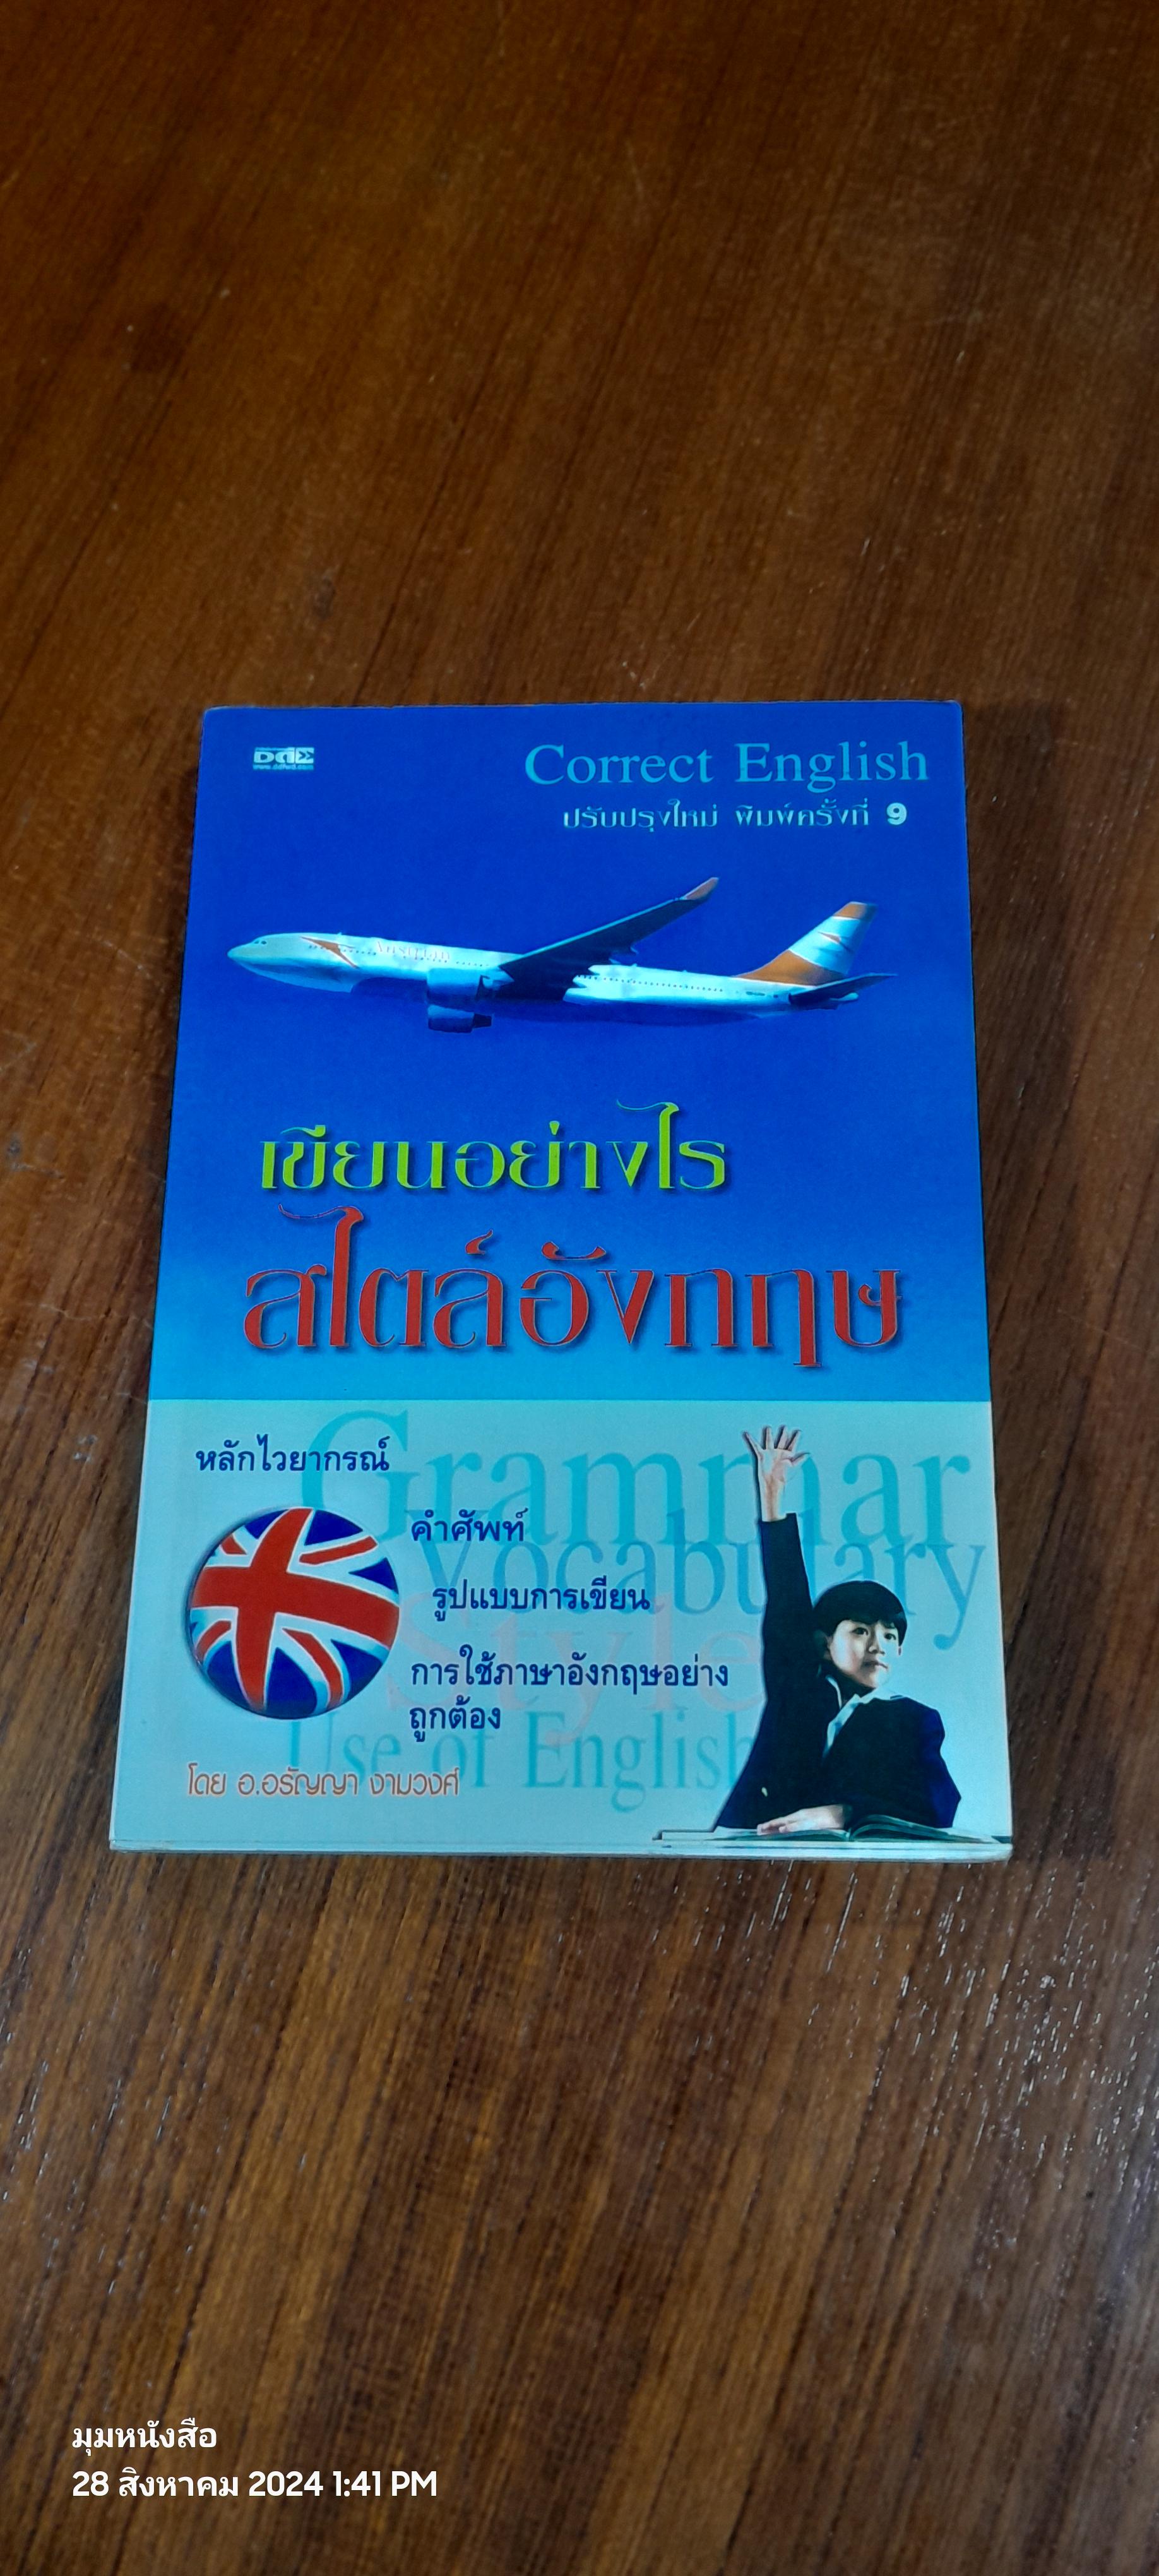 Correct English
ปรับปรุงใหม่ พิมพ์ครั้งที่ 9
Austrian
เขียนอย่างไร
สไตล์อังกฤษ
Grammar
Vocabulary
Style
Use of English
หลักไวยากรณ์
คำศัพท์
รูปแบบการเขียน
การใช้ภาษาอังกฤษอย่าง
ถูกต้อง
โดย อ.อรัญญา งามวงศ์
มุมหนังสือ
28 สิงหาคม 2024 1:41 PM